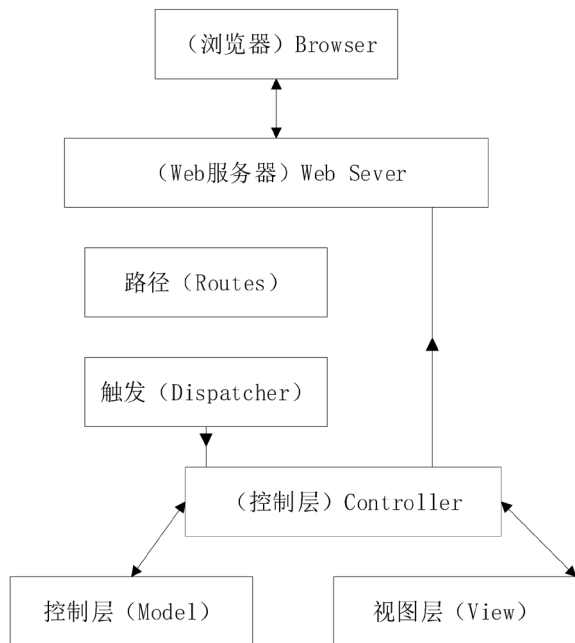 （浏览器）Browser
（Web服务器）Web Sever
路径（Routes）
触发（Dispatcher）
（控制层）Controller
控制层（Model）
视图层（View）